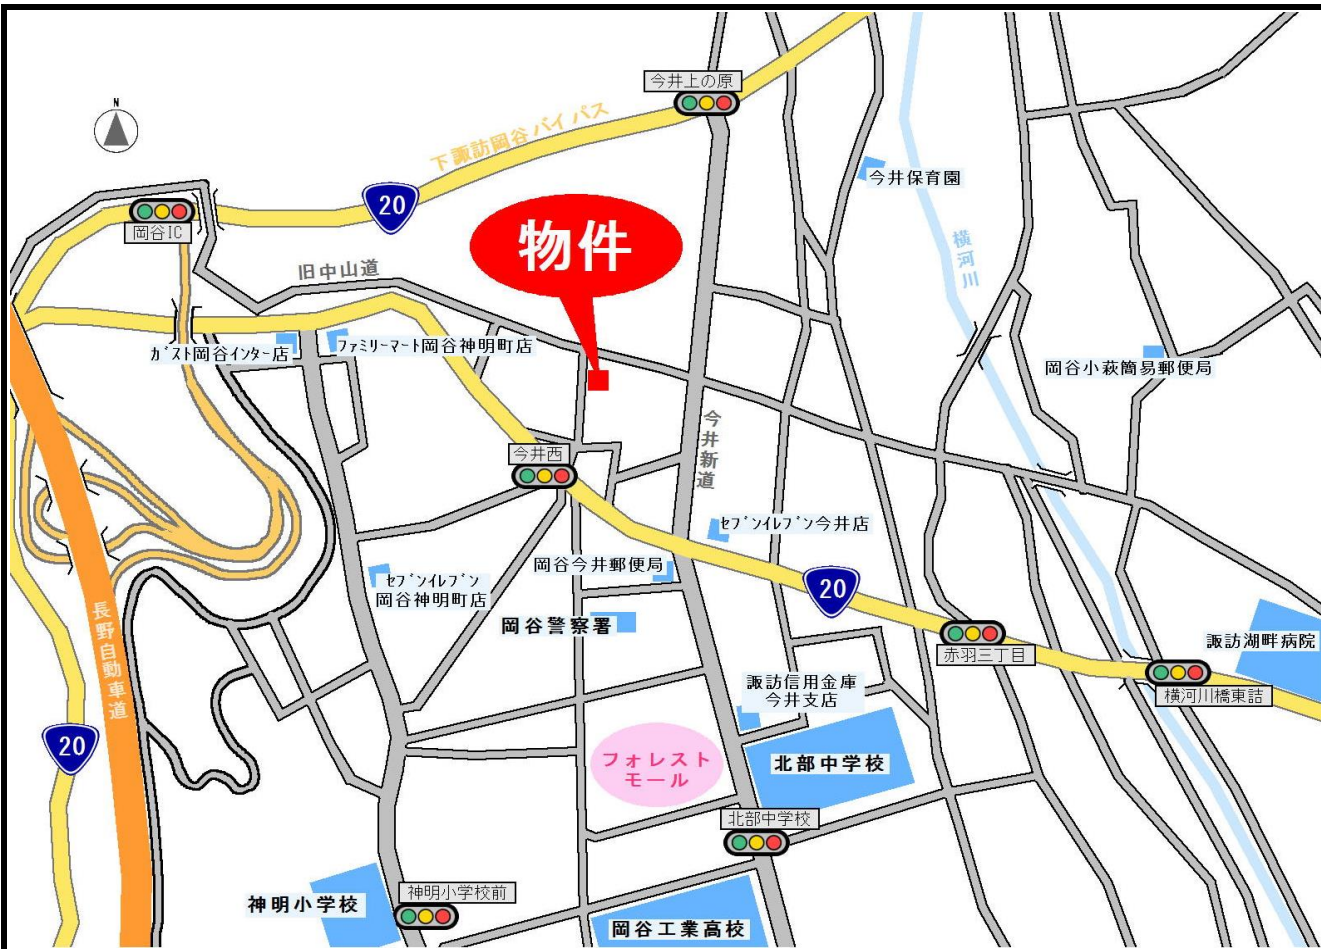 今井上の原
N
下諏訪岡谷バイパス
今井保育園
20
岡谷IC
物件
横河川
旧中山道
ガスト岡谷インター店
ファミリーマート岡谷神明町店
岡谷小萩簡易郵便局
今井新道
今井西
セブンイレブン今井店
岡谷今井郵便局
セブンイレブン
岡谷神明町店
20
長野自動車道
岡谷警察署
赤羽三丁目
諏訪湖畔病院
諏訪信用金庫
今井支店
横河川橋東詰
20
フォレスト
モール
北部中学校
北部中学校
神明小学校前
神明小学校
岡谷工業高校